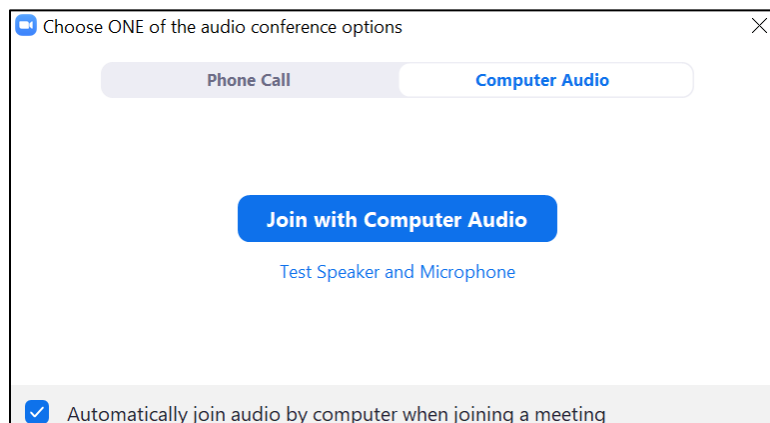 Choose ONE of the audio conference options
Phone Call
Computer Audio
Join with Computer Audio
Test Speaker and Microphone
Automatically join audio by computer when joining a meeting